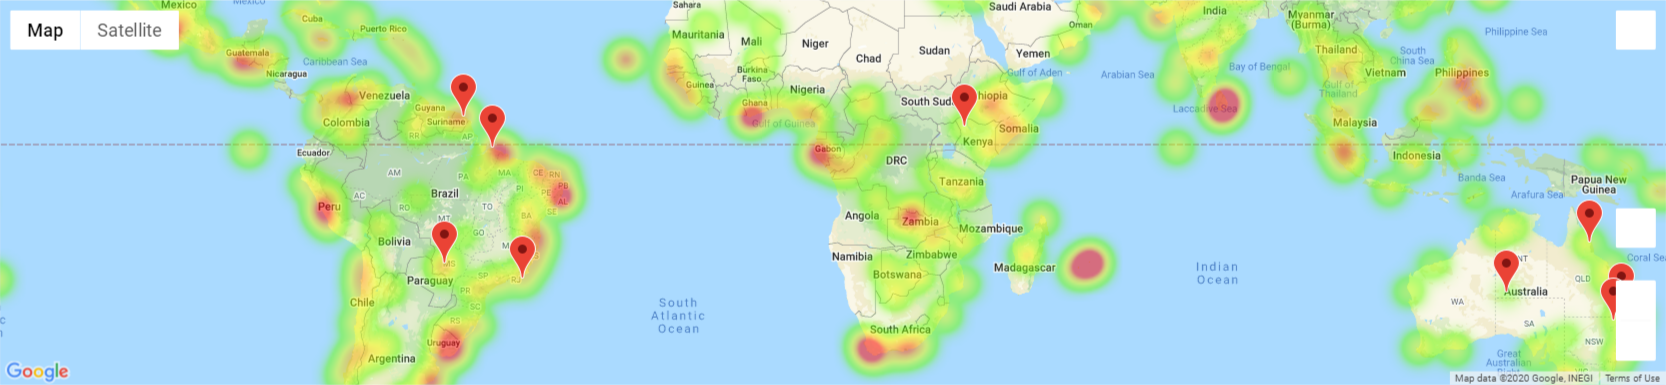 Map Satellite
Mexico
Cuba
Mexico
Puerto Rico
Guatemala
Nicaragua
Caribbean Sea
Venezuela
Guyana
Suriname
Colombia
RR
AP
Ecuador
AM
PA
MA
CE
RN
PB
PE
AL
SE
PI
AC
Brazil
TO
RO
BA
Peru
MT
Bolivia
GO
MS
SP
RJ
Paraguay
PR
SC
Chile
RS
Uruguay
Argentina
South
Atlantic
Ocean
Sahara
Mauritania
Mali
Niger
Chad
Sudan
Saudi Arabia
Oman
Yemen
Gulf of Aden
Arabian Sea
Burkina
Faso
Guinea
Ghana
Nigeria
Gulf of Guinea
Somalia
Kenya
Gabon
DRC
Tanzania
Angola
Zambia
Mozambique
Zimbabwe
Namibia
Botswana
Madagascar
South Africa
Indian
Ocean
India
Myanmar
(Burma)
Thailand
Vietnam
South
China Sea
Philippine Sea
Philippines
Bay of Bengal
Gulf of
Thailand
Laccadive Sea
Malaysia
Indonesia
Banda Sea
Papua New
Guinea
Arafura Sea
Coral Sea
NT
QLD
WA
Australia
SA
NSW
Great
Australian
Google
Map data ©2020 Google, INEGI Terms of Use